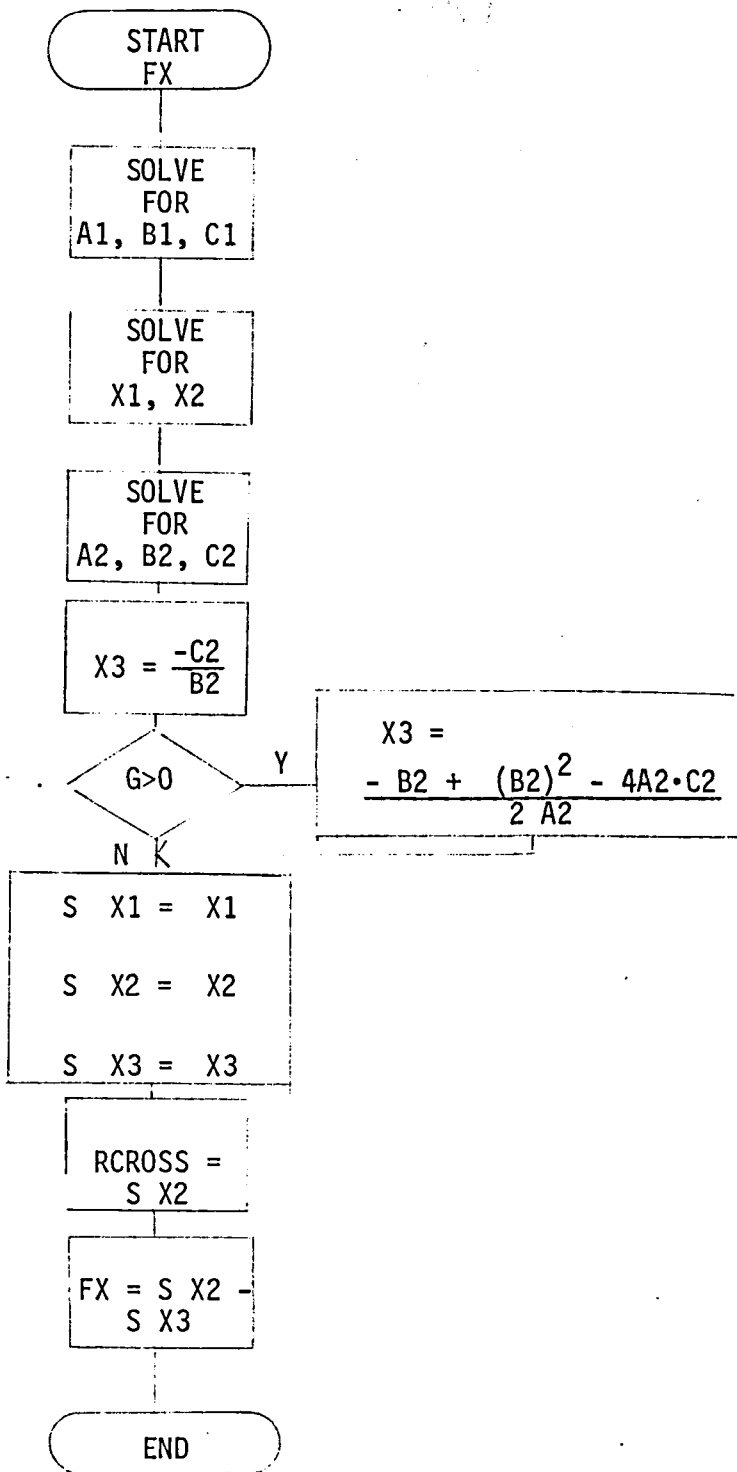 START
FX
SOLVE
FOR
A1, B1, C1
SOLVE
FOR
X1, X2
SOLVE
FOR
A2, B2, C2
X3 = -C2
B2
G>0
Y
X3 =
- B2 + (B2)² - 4A2·C2
2 A2
N K
S X1 = X1
S X2 = X2
S X3 = X3
RCROSS =
S X2
FX = S X2 -
S X3
END